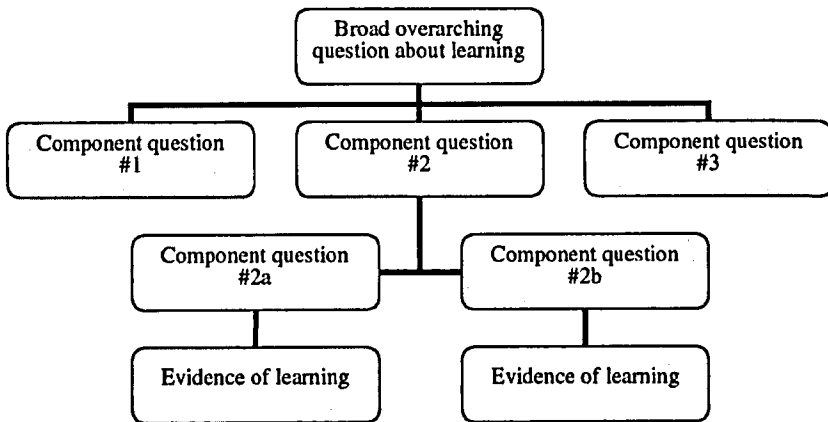 Broad overarching
question about learning
Component question
#1
Component question
#2
Component question
#3
Component question
#2a
Component question
#2b
Evidence of learning
Evidence of learning